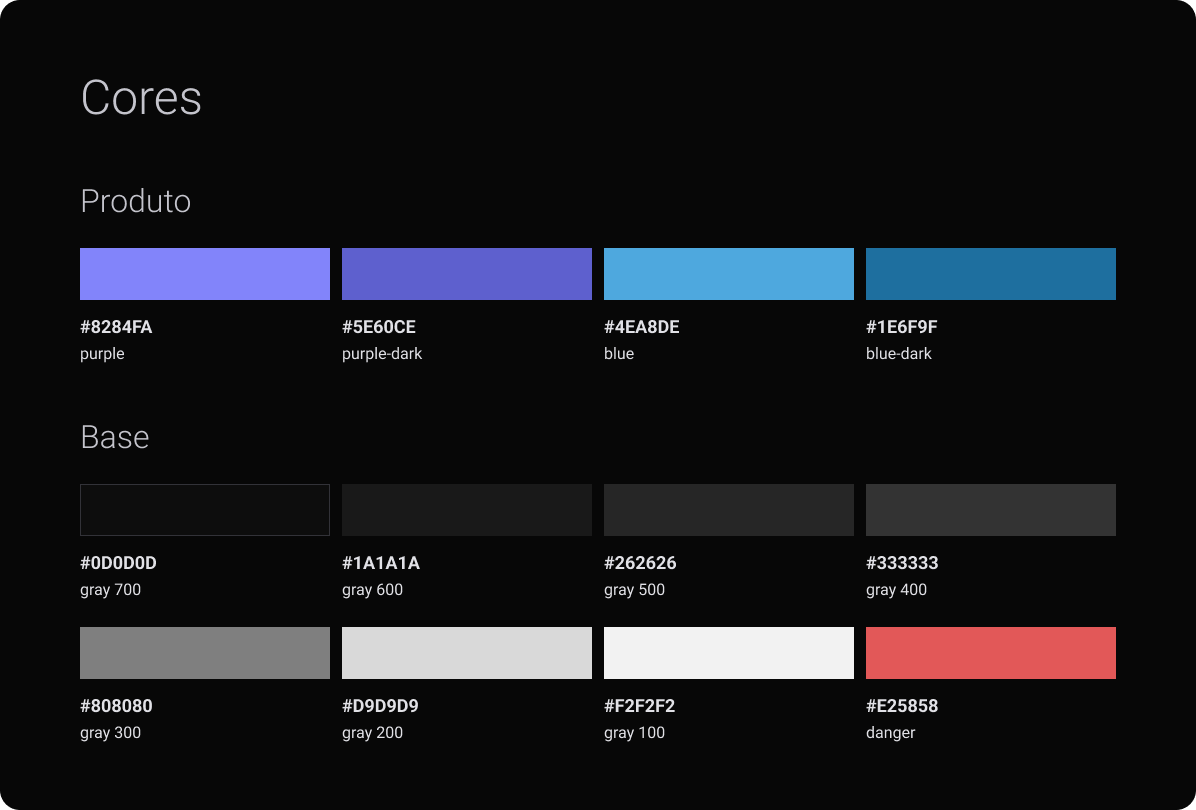 Cores
Produto
#8284FA #5E60CE #4EA8DE #1E6F9F
purple purple-dark blue blue-dark
Base
#0D0D0D #1A1A1A #262626 #333333
gray 700 gray 600 gray 500 gray 400
#808080 #D9D9D9 #F2F2F2 #E25858
gray 300 gray 200 gray 100 danger